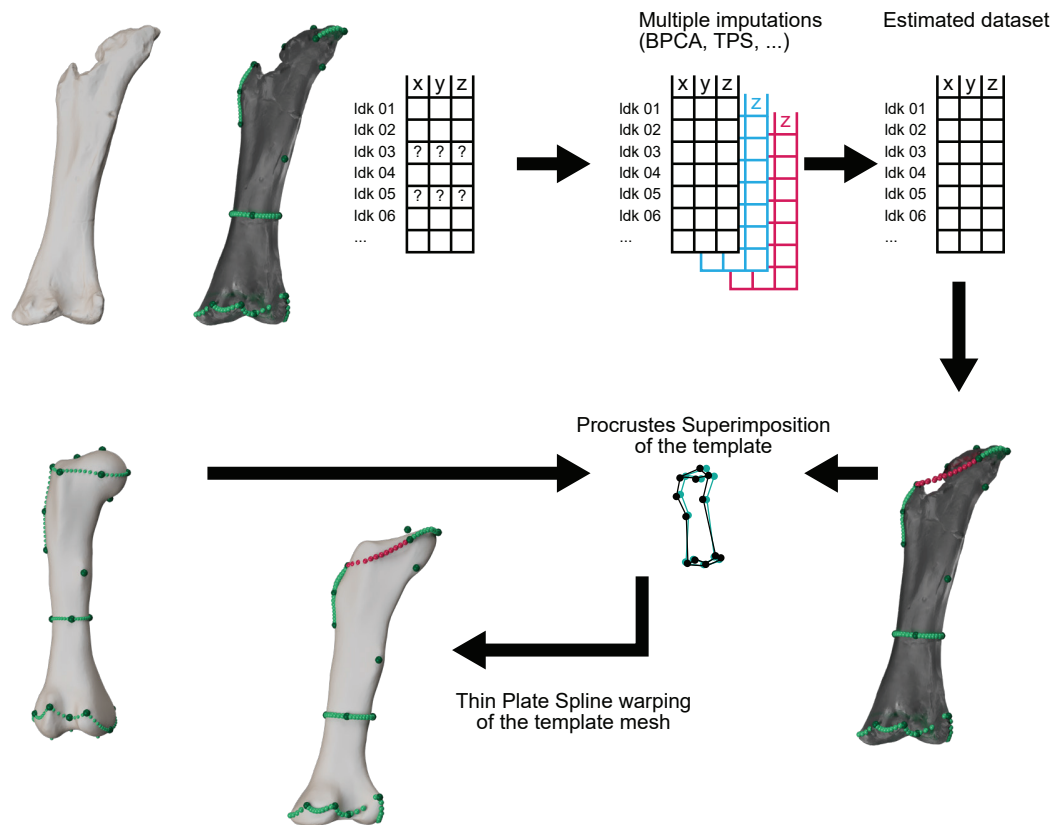 Multiple imputations
(BPCA, TPS, ...)
Estimated dataset
x y z
ldk 01
ldk 02
ldk 03 ? ? ?
ldk 04
ldk 05 ? ? ?
ldk 06
...
x y z
z
z
ldk 01
ldk 02
ldk 03
ldk 04
ldk 05
ldk 06
...
x y z
ldk 01
ldk 02
ldk 03
ldk 04
ldk 05
ldk 06
...
Procrustes Superimposition
of the template
Thin Plate Spline warping
of the template mesh